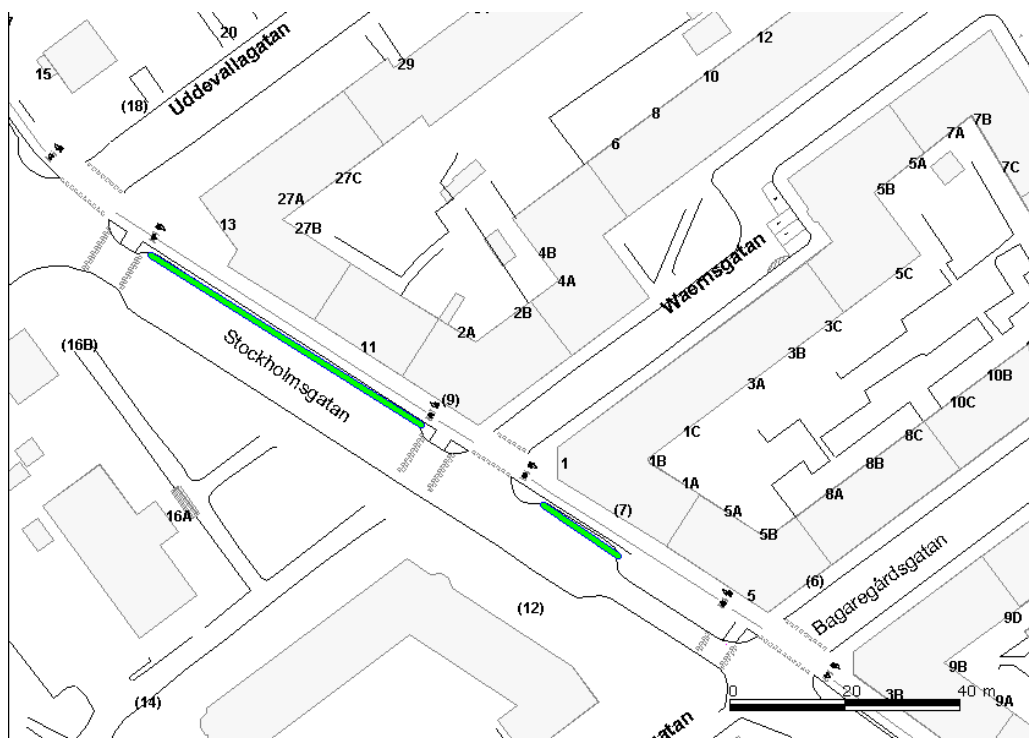 20
12
Uddevallagatan
29
15
10
(18)
8
7B
7A
6
5A
27C
7C
5B
27A
13
27B
4B
Waernsgatan
5C
4A
2B
3C
2A
(16B)
11
Stockholmsgatan
3B
3A
10B
(9)
10C
1C
8C
1
1B
8B
1A
8A
16A
(7)
5A
5B
Bagaregårdsgatan
(6)
5
(12)
9D
9B
0
20
40 m
3B
9A
(14)
gatan